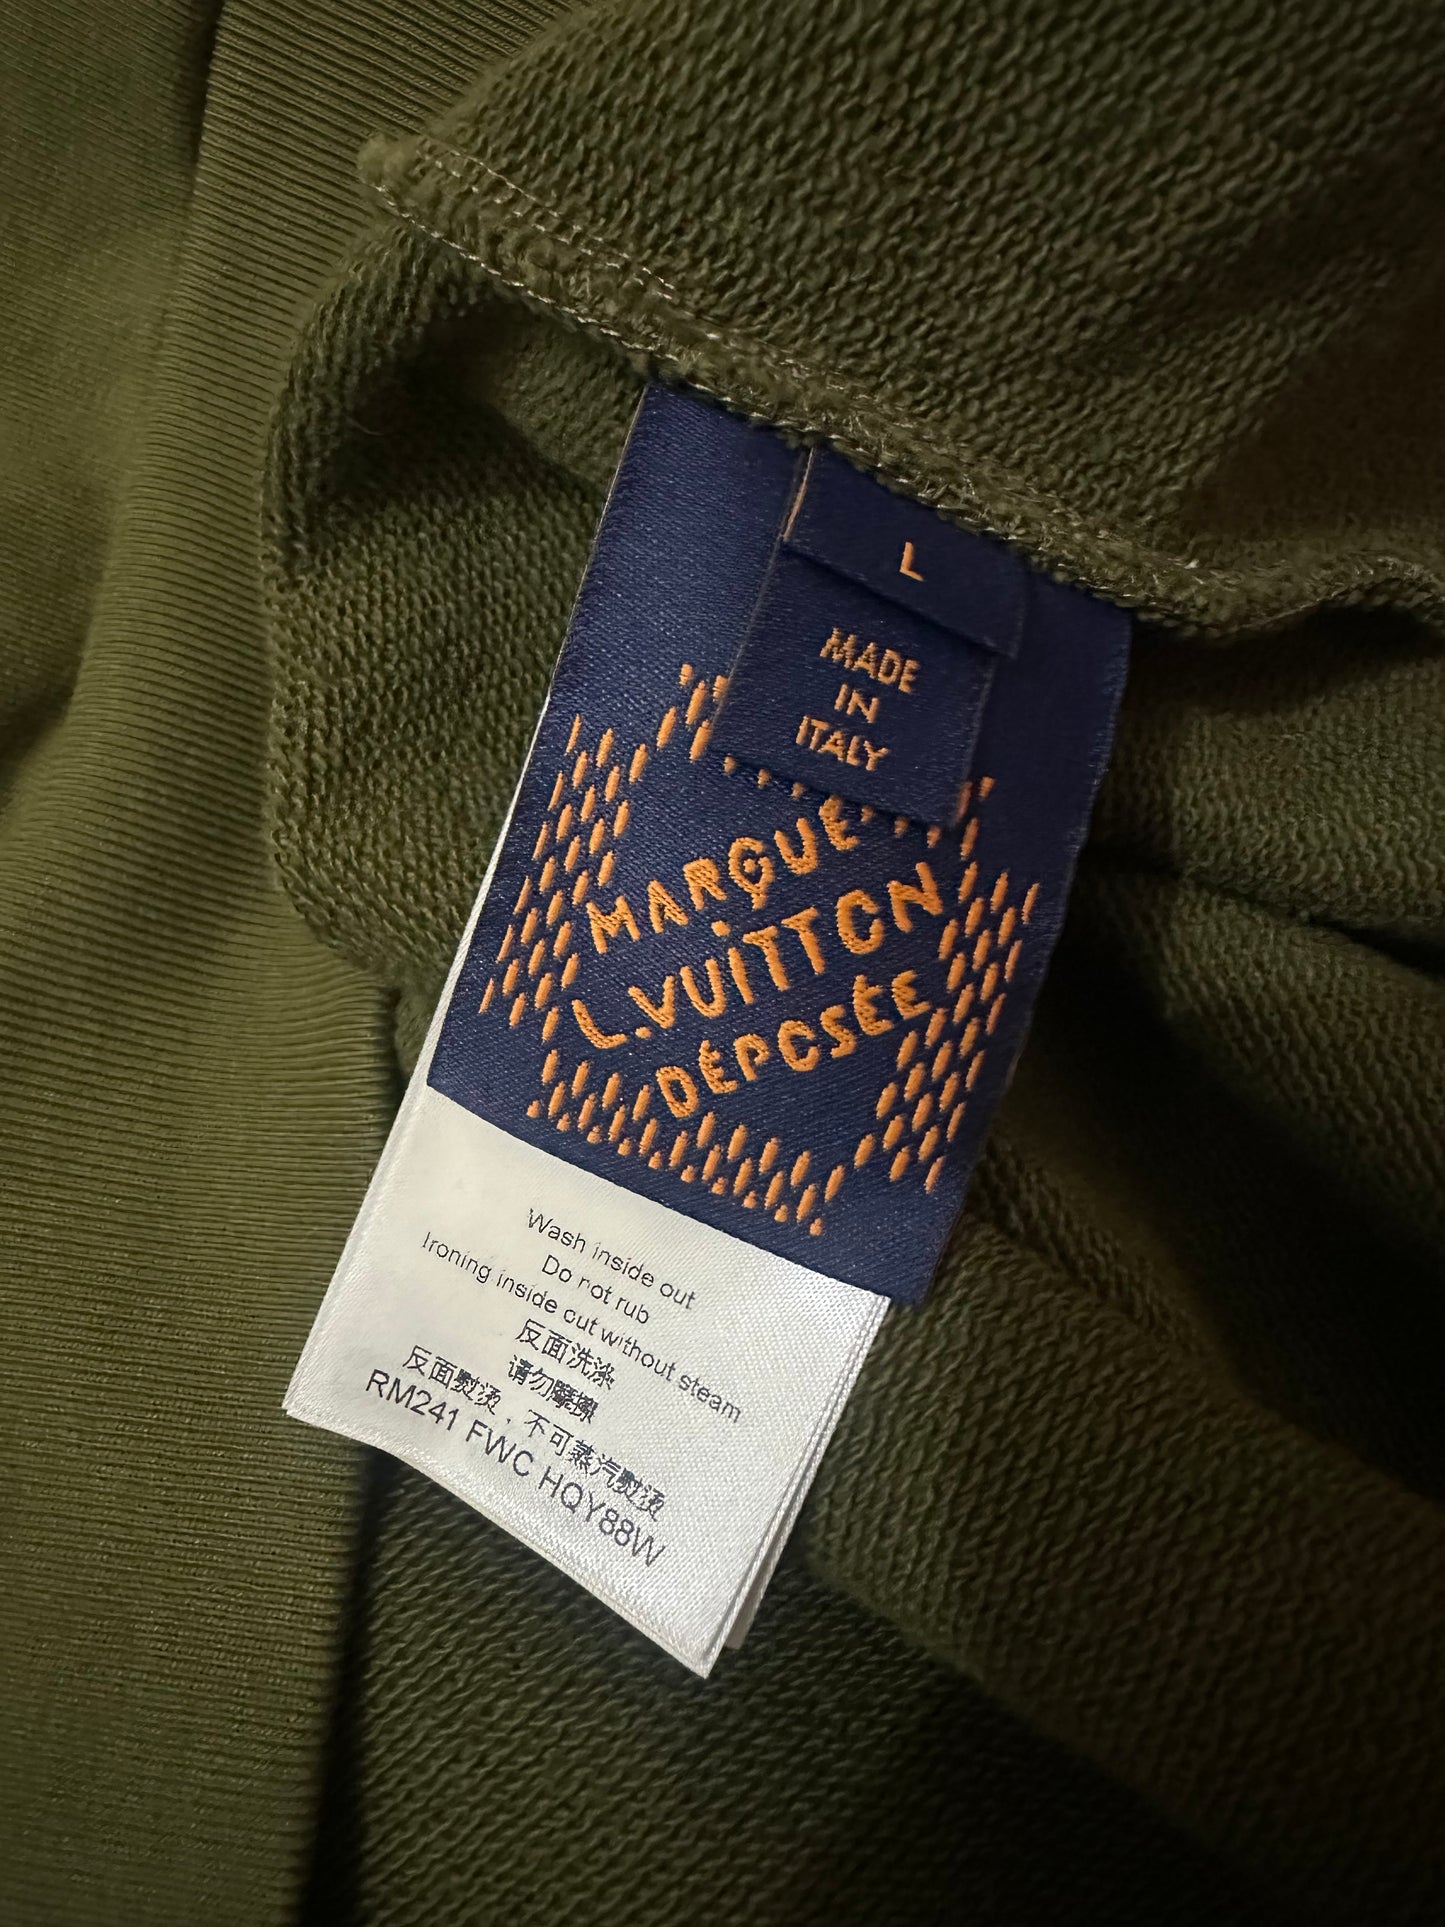 L
MADE
IN
ITALY
MARQUE
L.VUITTON
DÉPOSÉE
Wash inside out
Do not rub
Ironing inside out without steam
反面洗涤
请勿摩擦
反面熨烫，不可蒸汽熨烫
RM241 FWC HQY88W